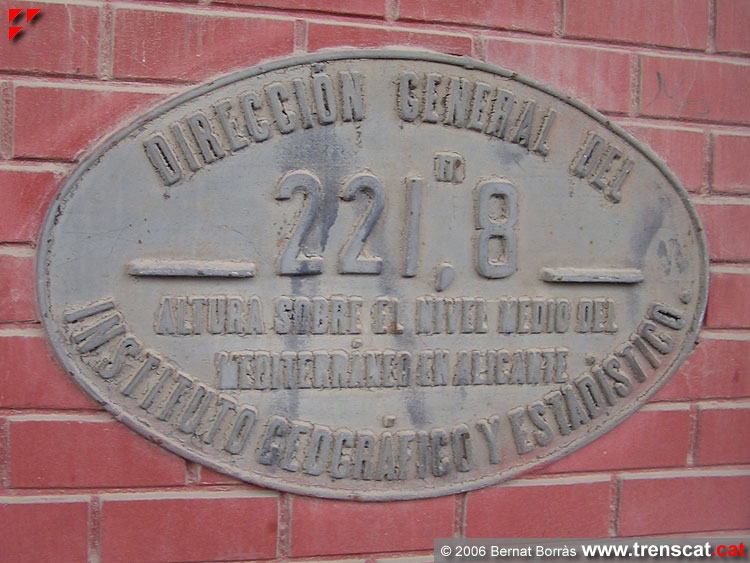 DIRECCIÓN GENERAL DEL
221,8 m
ALTURA SOBRE EL NIVEL MEDIO DEL
MEDITERRÁNEO EN ALICANTE
INSTITUTO GEOGRÁFICO Y ESTADÍSTICO.
© 2006 Bernat Borràs www.trenscat.cat